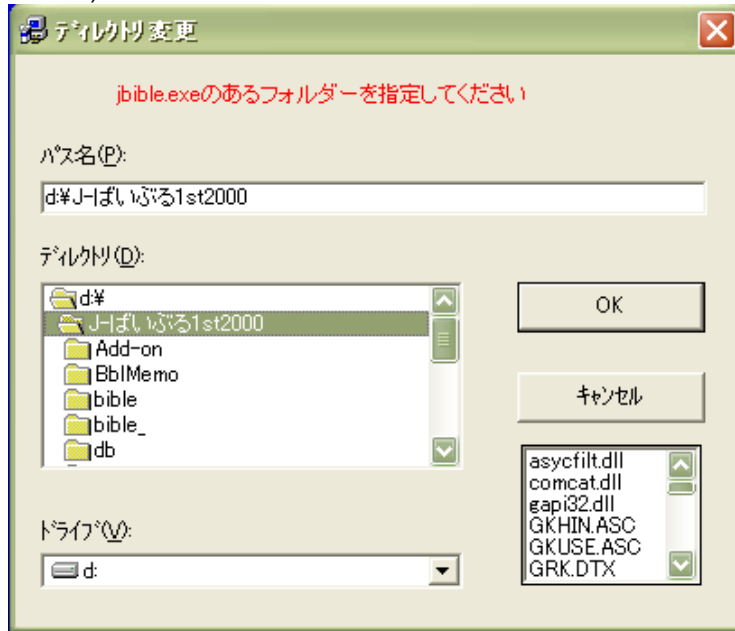 ディレクトリ変更
jbible.exeのあるフォルダーを指定してください
パス名(P):
d:¥J-ばいぶる1st2000
ディレクトリ(D):
d:¥
J-ばいぶる1st2000
Add-on
BblMemo
bible
bible_
db
OK
キャンセル
asycfilt.dll
comcat.dll
gapi32.dll
GKHIN.ASC
GKUSE.ASC
GRK.DTX
ドライブ(V):
d: